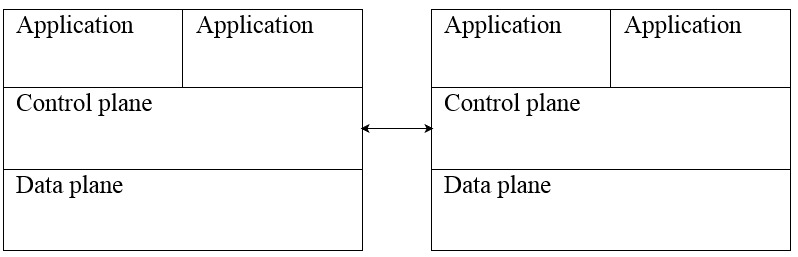 Application Application Application Application
Control plane Control plane
Data plane Data plane